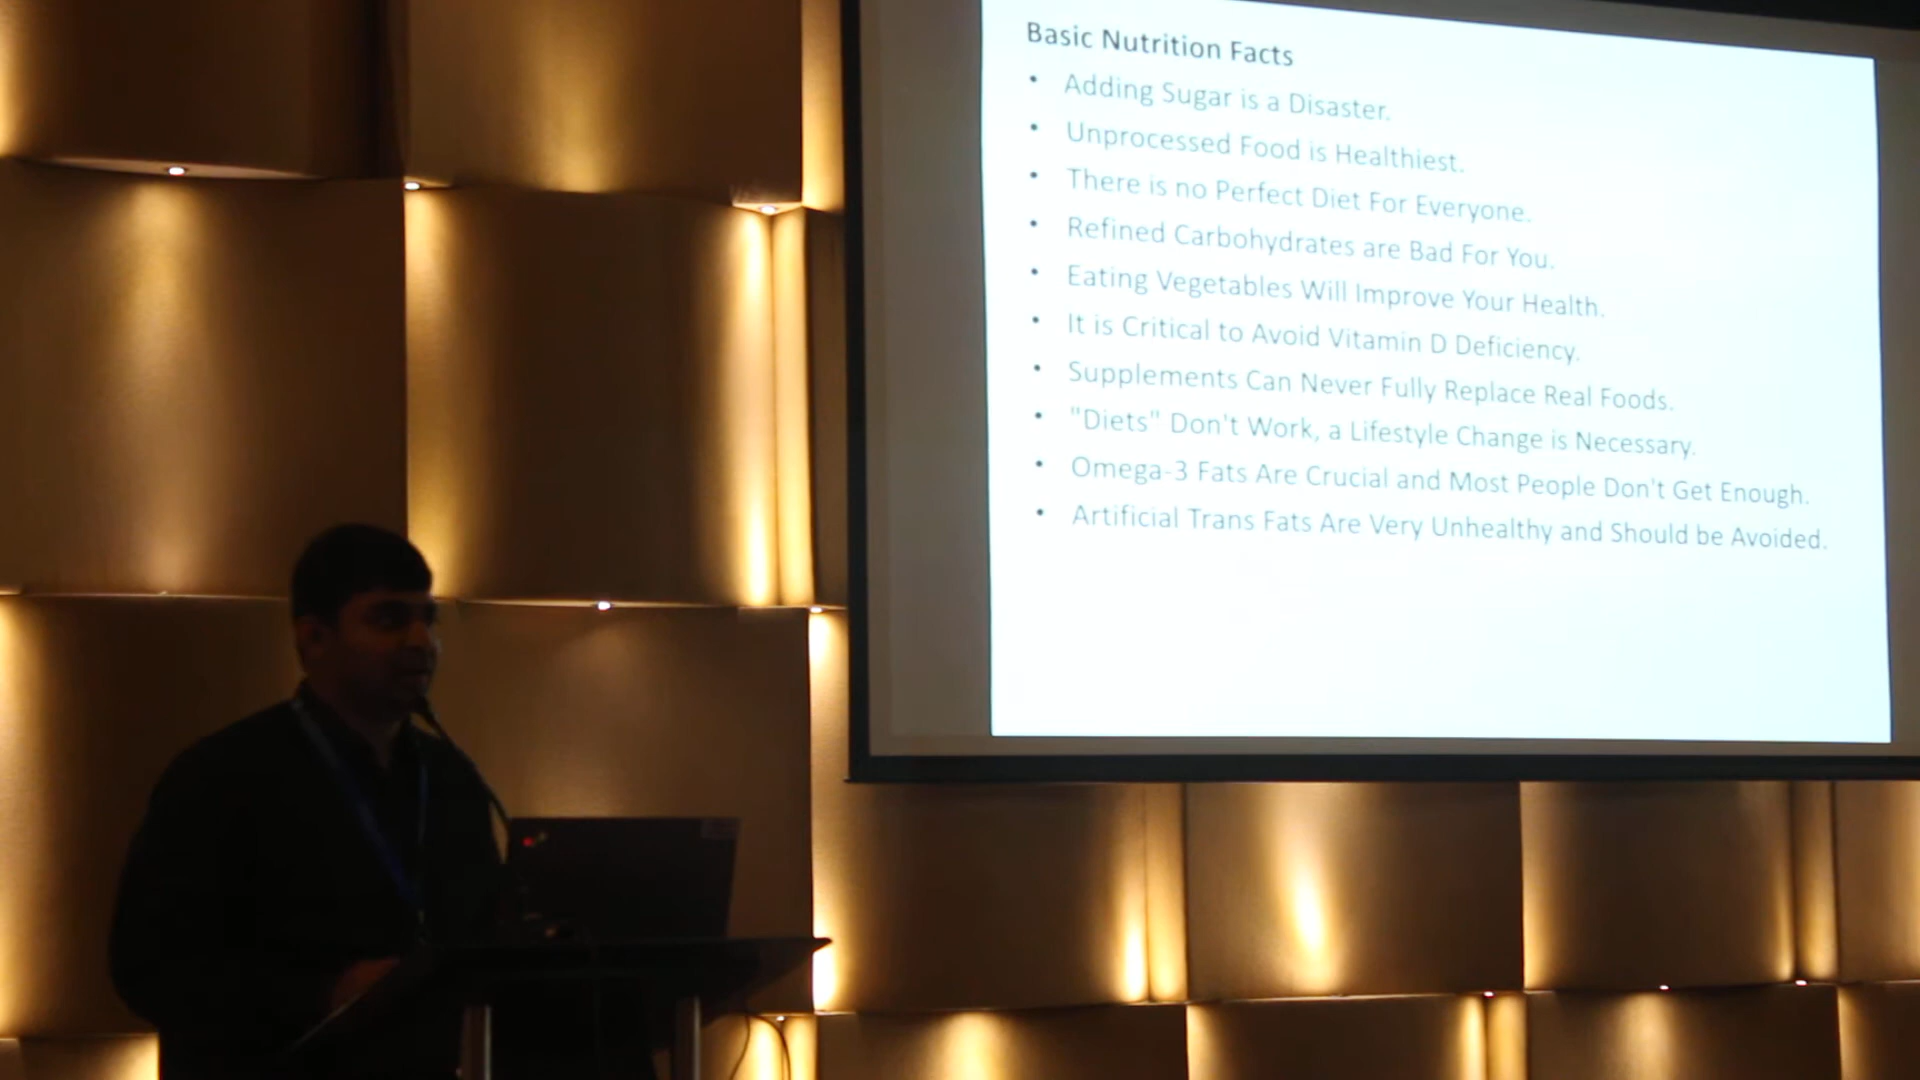 Basic Nutrition Facts
• Adding Sugar is a Disaster.
• Unprocessed Food is Healthiest.
• There is no Perfect Diet For Everyone.
• Refined Carbohydrates are Bad For You.
• Eating Vegetables Will Improve Your Health.
• It is Critical to Avoid Vitamin D Deficiency.
• Supplements Can Never Fully Replace Real Foods.
• "Diets" Don't Work, a Lifestyle Change is Necessary.
• Omega-3 Fats Are Crucial and Most People Don't Get Enough.
• Artificial Trans Fats Are Very Unhealthy and Should be Avoided.